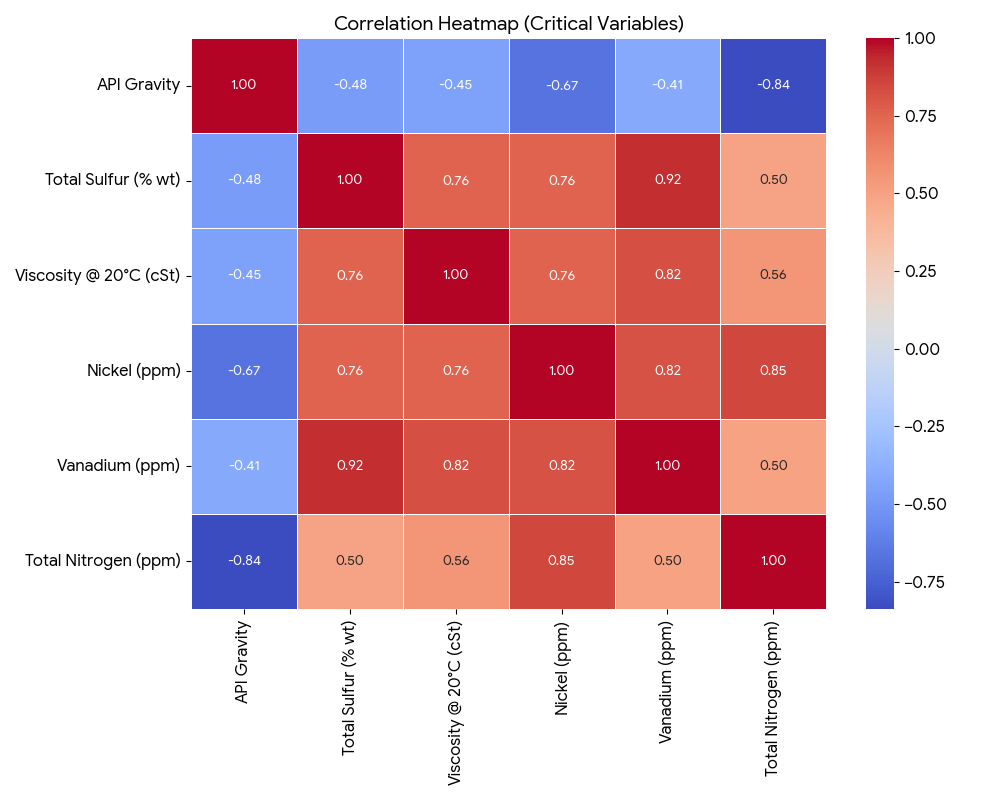 Correlation Heatmap (Critical Variables)
API Gravity 1.00 -0.48 -0.45 -0.67 -0.41 -0.84
Total Sulfur (% wt) -0.48 1.00 0.76 0.76 0.92 0.50
Viscosity @ 20°C (cSt) -0.45 0.76 1.00 0.76 0.82 0.56
Nickel (ppm) -0.67 0.76 0.76 1.00 0.82 0.85
Vanadium (ppm) -0.41 0.92 0.82 0.82 1.00 0.50
Total Nitrogen (ppm) -0.84 0.50 0.56 0.85 0.50 1.00
API Gravity
Total Sulfur (% wt)
Viscosity @ 20°C (cSt)
Nickel (ppm)
Vanadium (ppm)
Total Nitrogen (ppm)
1.00
0.75
0.50
0.25
0.00
−0.25
−0.50
−0.75